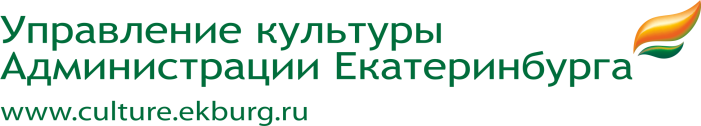 Управление культуры
Администрации Екатеринбурга
www.culture.ekburg.ru